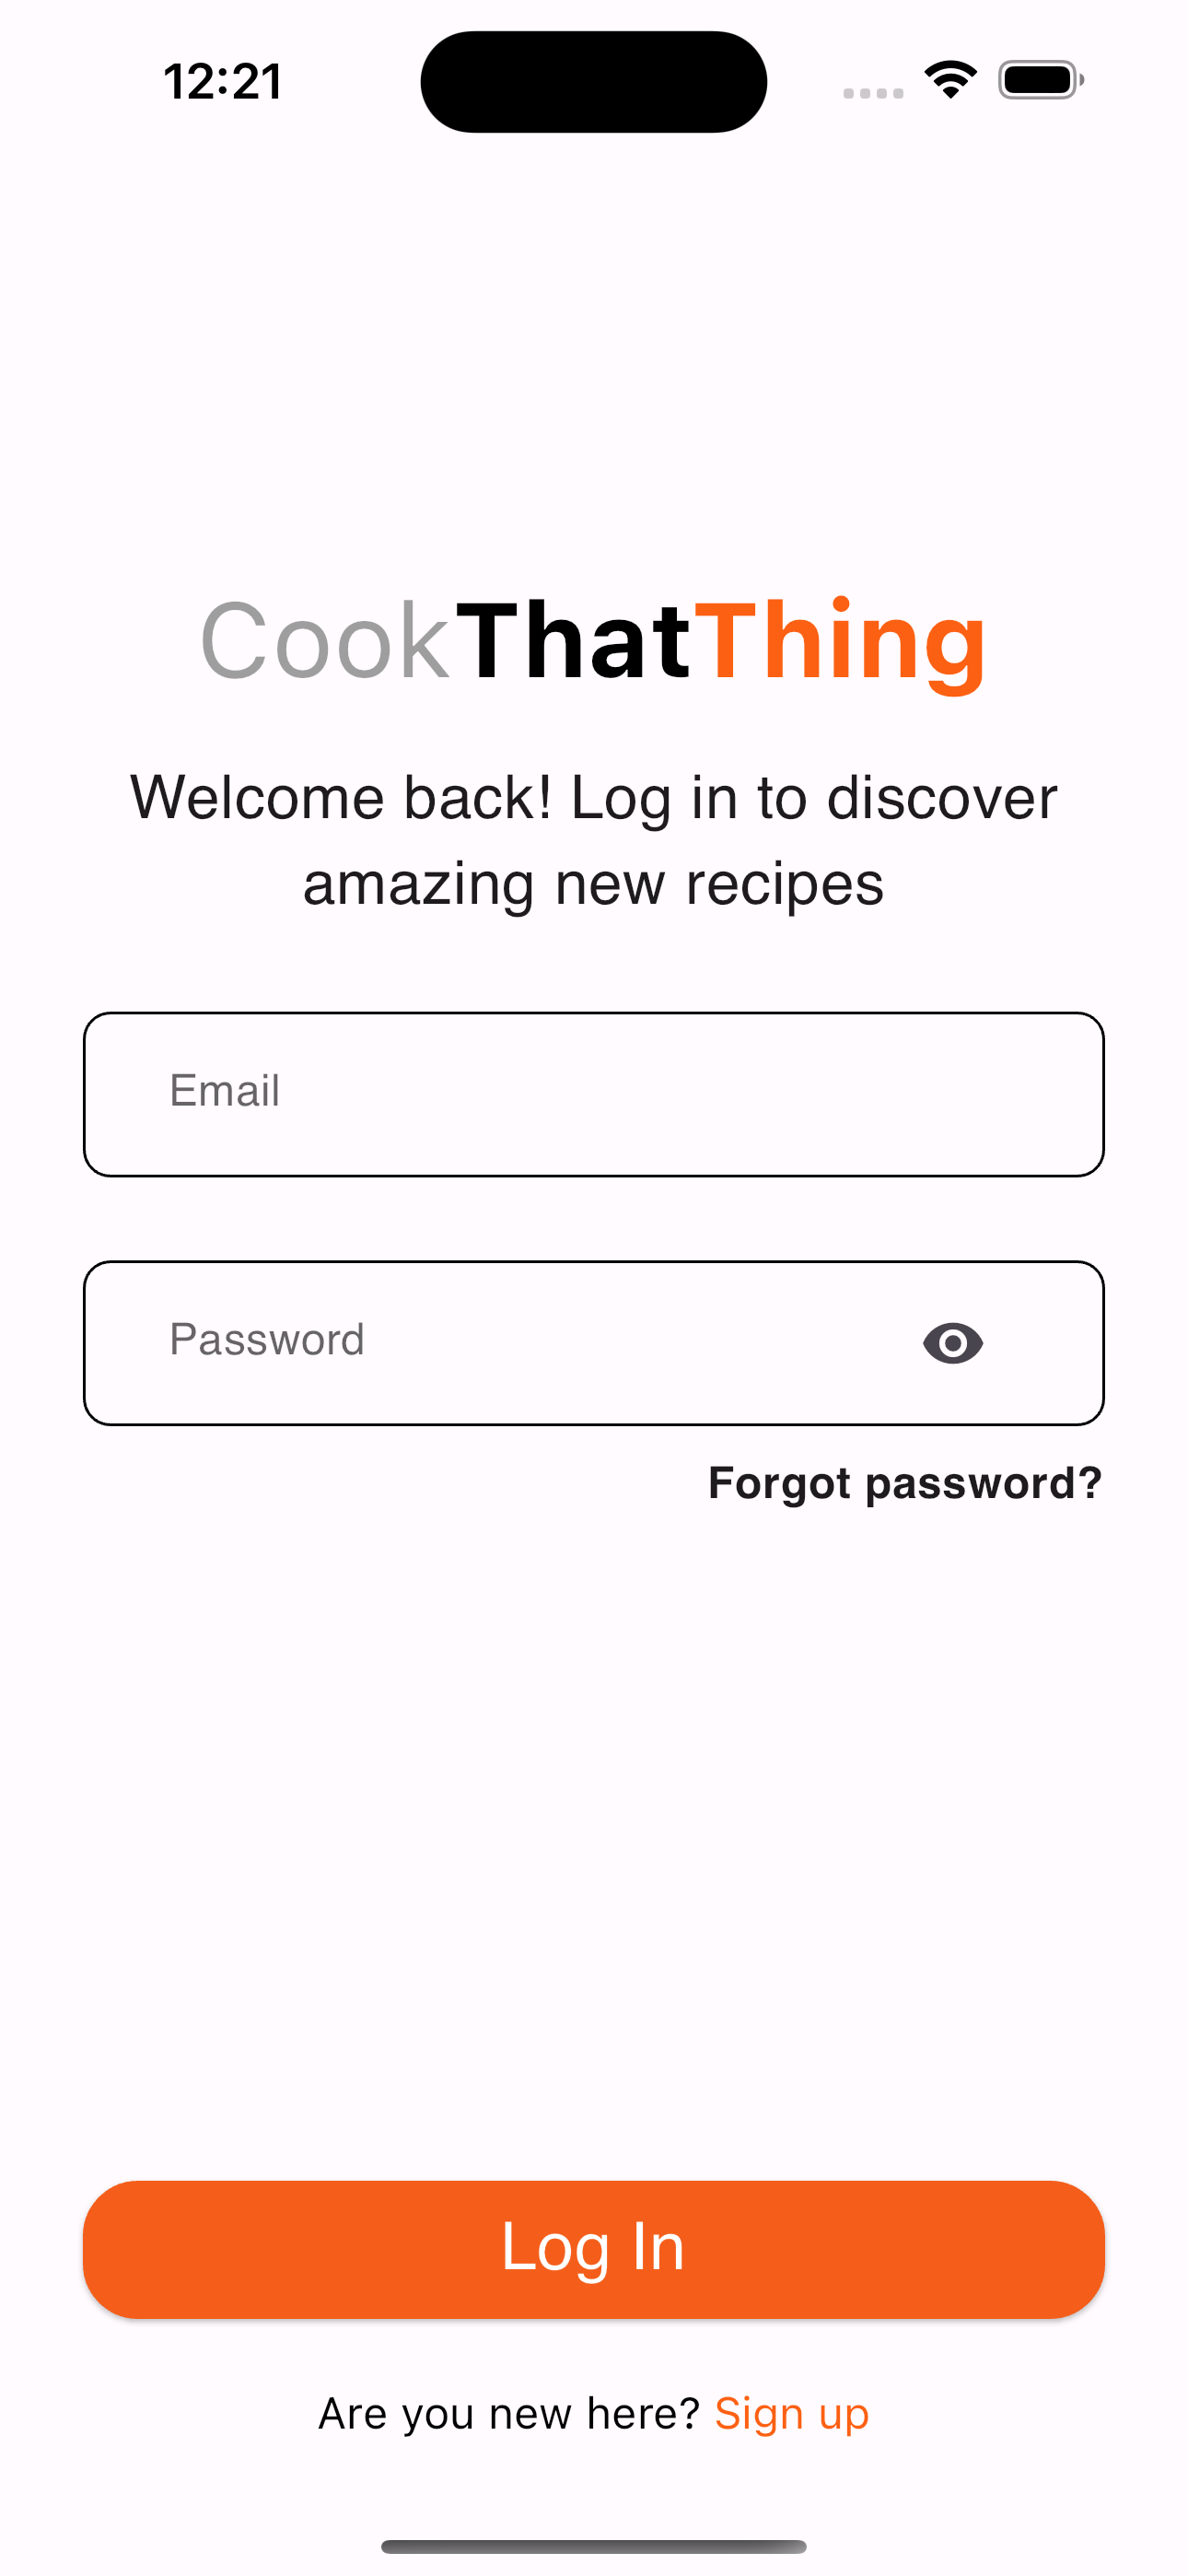 12:21
CookThatThing
Welcome back! Log in to discover
amazing new recipes
Email
Password
Forgot password?
Log In
Are you new here? Sign up